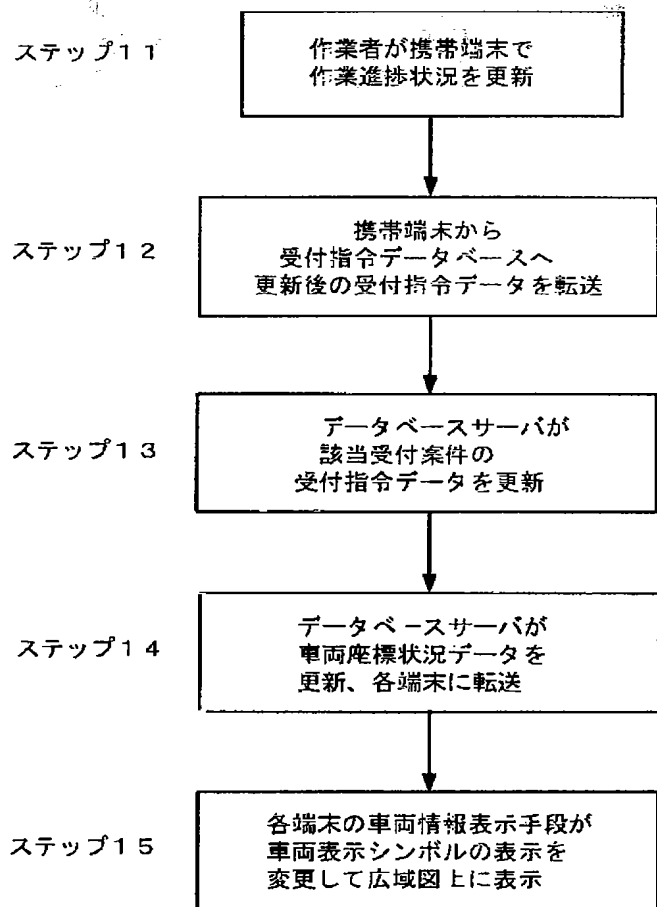 ステップ11
作業者が携帯端末で
作業進捗状況を更新
ステップ12
携帯端末から
受付指令データベースへ
更新後の受付指令データを転送
ステップ13
データベースサーバが
該当受付案件の
受付指令データを更新
ステップ14
データベースサーバが
車両座標状況データを
更新、各端末に転送
ステップ15
各端末の車両情報表示手段が
車両表示シンボルの表示を
変更して広域図上に表示